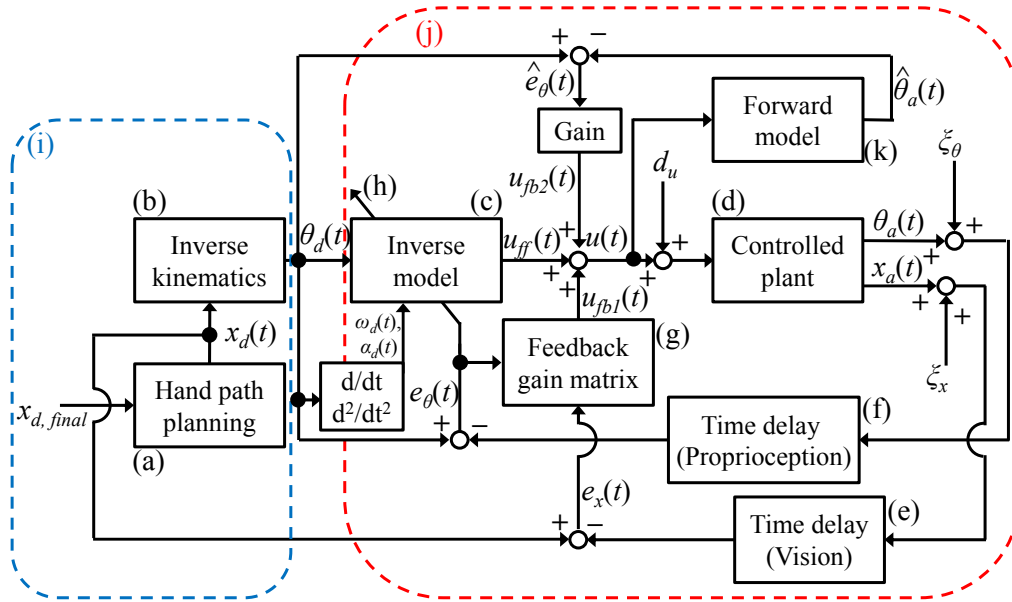 (j)
+
−
ê_θ(t)
θ̂_a(t)
Gain
Forward
model
(k)
(i)
ξ_θ
u_fb2(t)
d_u
(h)
(b)
(c)
(d)
Inverse
kinematics
θ_d(t)
Inverse
model
u_ff(t)
+
+
+
u(t)
+
+
Controlled
plant
θ_a(t)
+
+
x_a(t)
+
+
u_fb1(t)
ω_d(t),
α_d(t)
x_d(t)
Feedback
gain matrix
(g)
ξ_x
Hand path
planning
x_d, final
(a)
d/dt
d²/dt²
e_θ(t)
+
−
Time delay
(Proprioception)
(f)
e_x(t)
+
−
Time delay
(Vision)
(e)